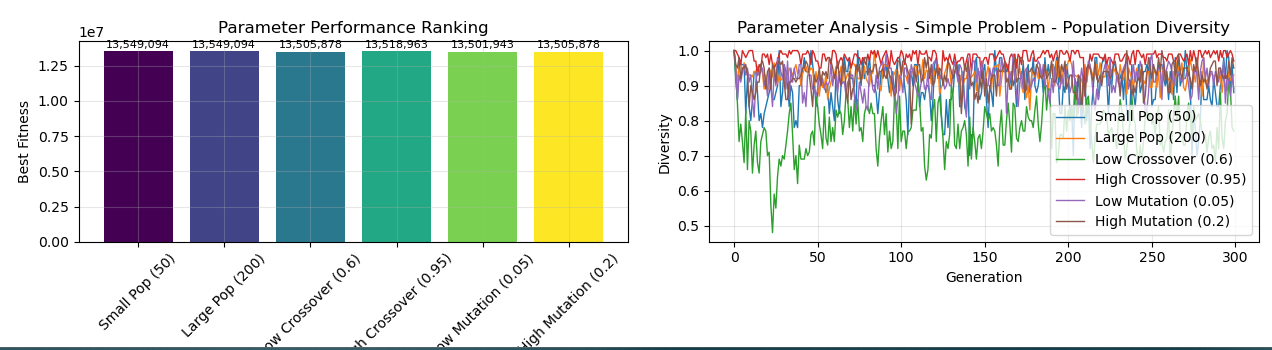 Parameter Performance Ranking
1e7
13,549,094 13,549,094 13,505,878 13,518,963 13,501,943 13,505,878
1.25
1.00
0.75
0.50
0.25
0.00
Best Fitness
Small Pop (50)
Large Pop (200)
ow Crossover (0.6)
h Crossover (0.95)
ow Mutation (0.05)
High Mutation (0.2)
Parameter Analysis - Simple Problem - Population Diversity
1.0
0.9
0.8
0.7
0.6
0.5
Diversity
Small Pop (50)
Large Pop (200)
Low Crossover (0.6)
High Crossover (0.95)
Low Mutation (0.05)
High Mutation (0.2)
0 50 100 150 200 250 300
Generation